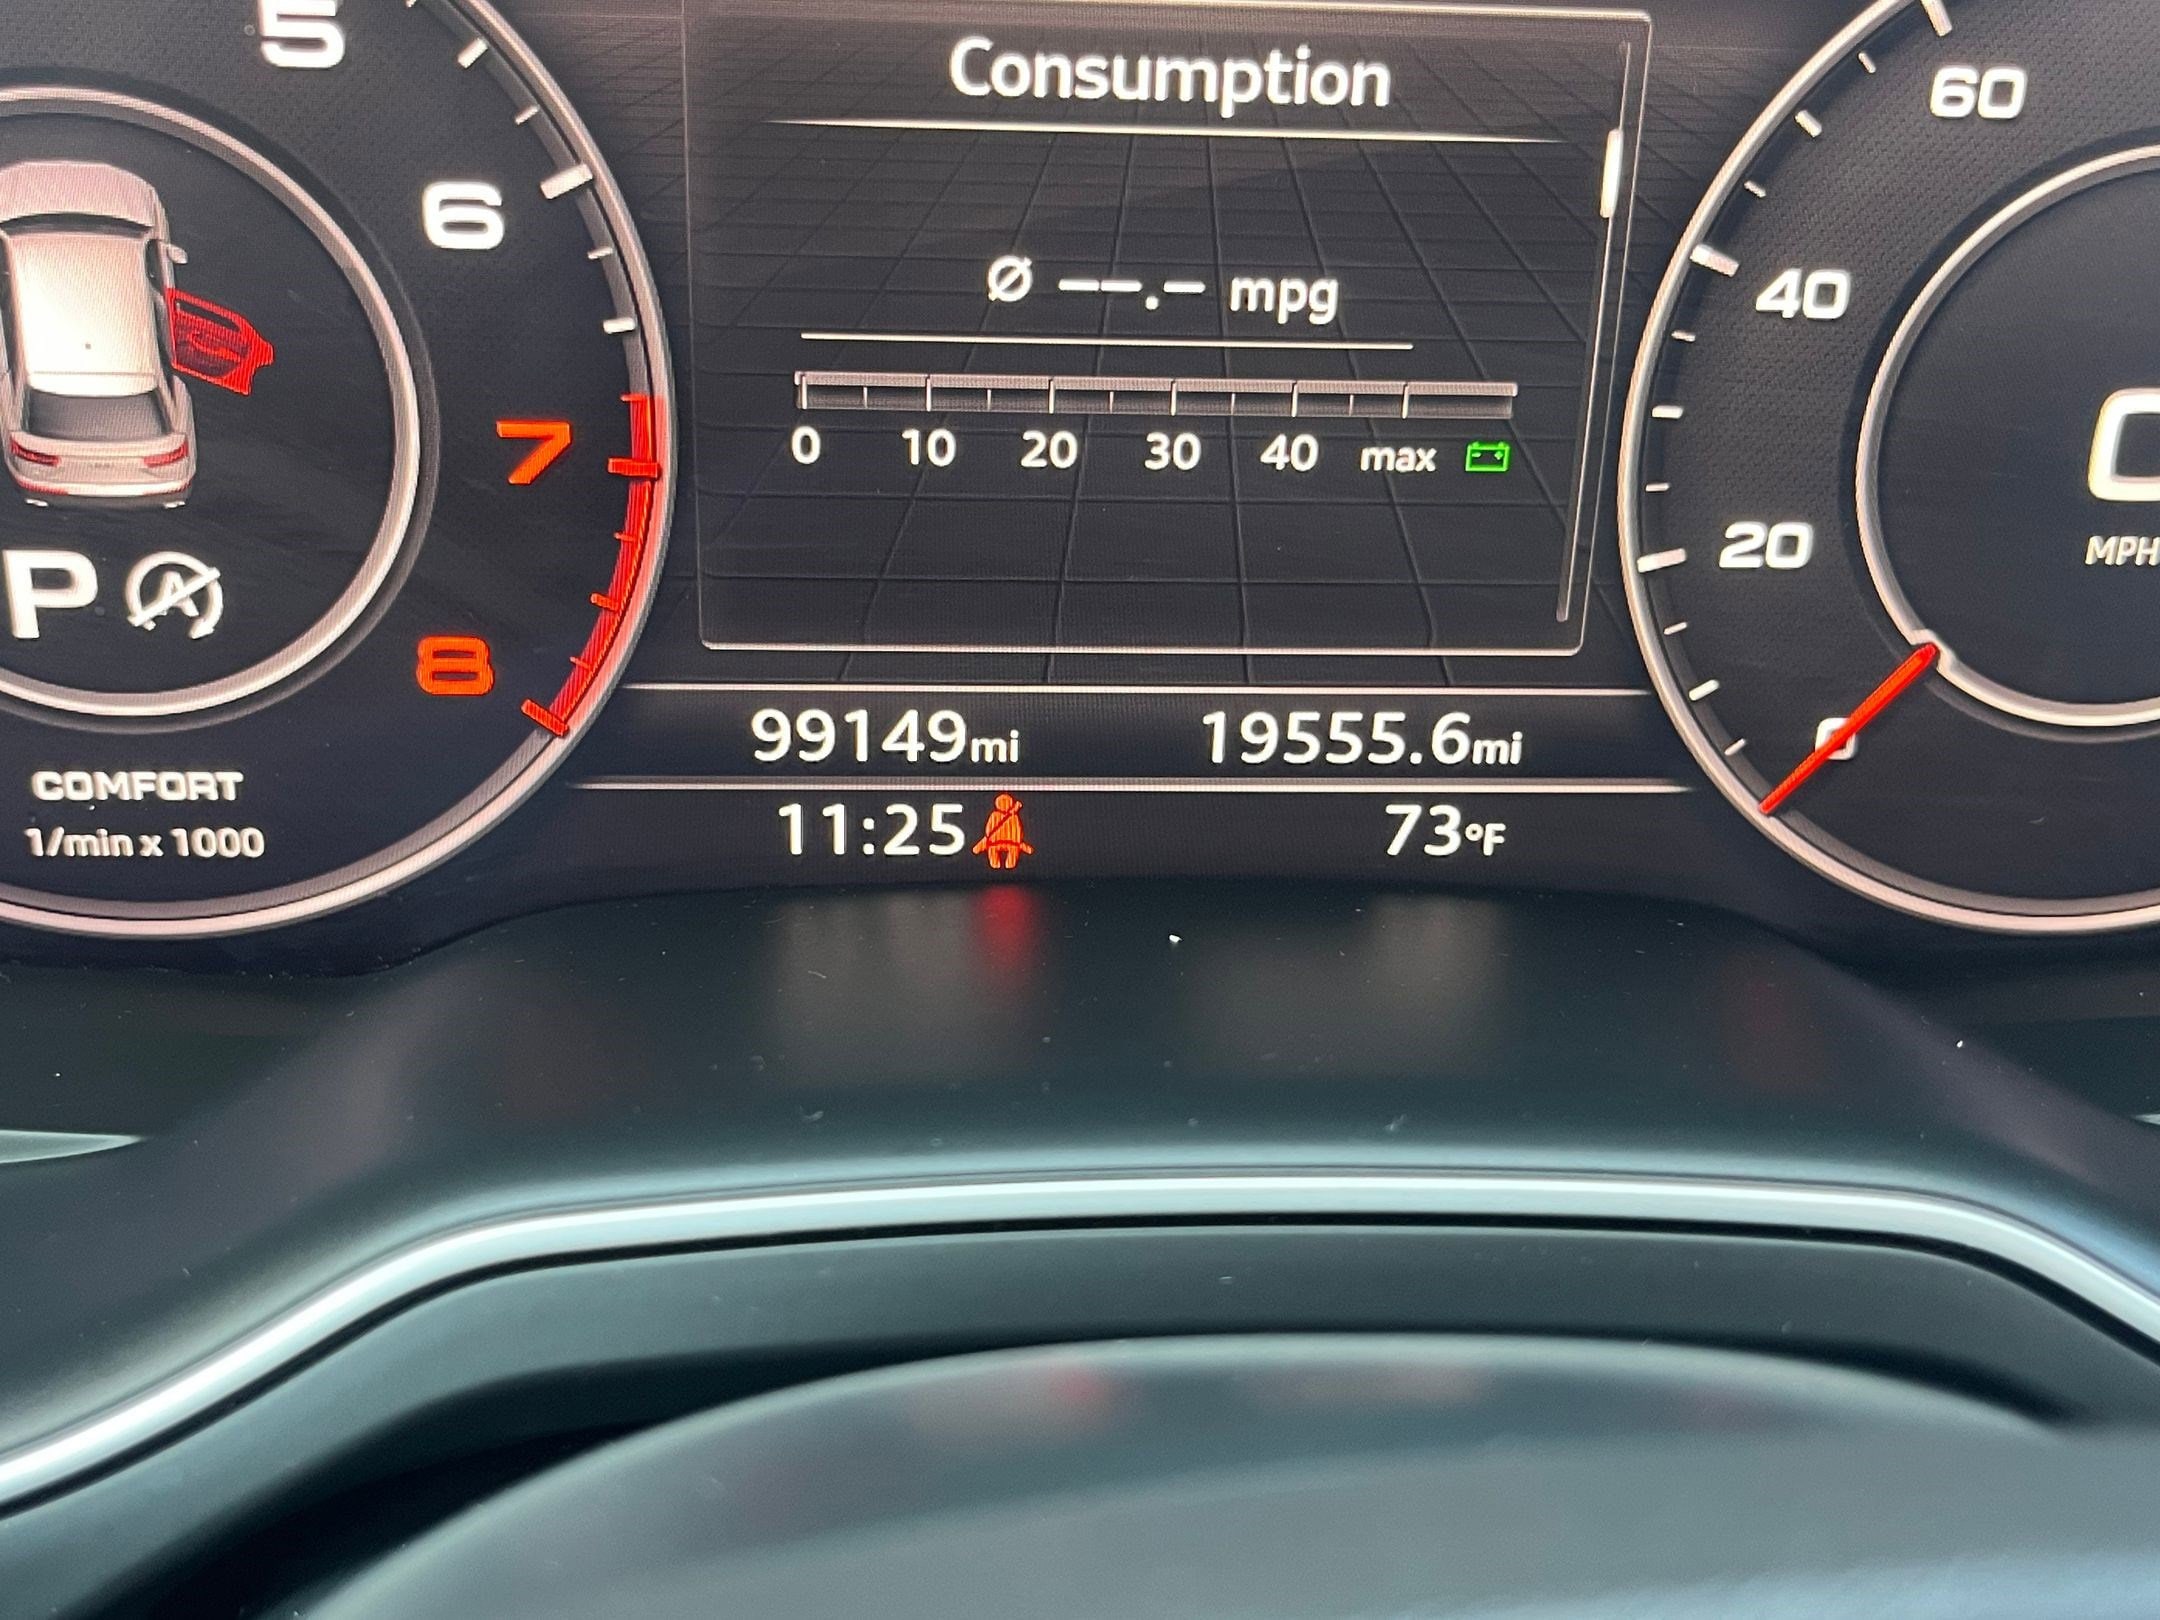 5
6
7
8
P A
COMFORT
1/min x 1000
Consumption
Ø --.- mpg
0 10 20 30 40 max
99149mi 19555.6mi
11:25 73°F
60
40
20
0
0
MPH